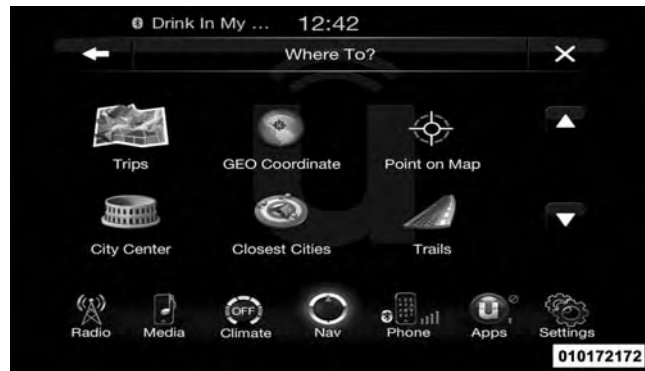 Drink In My ... 12:42
Where To?
Trips GEO Coordinate Point on Map
City Center Closest Cities Trails
OFF
Radio Media Climate Nav Phone Apps Settings
010172172